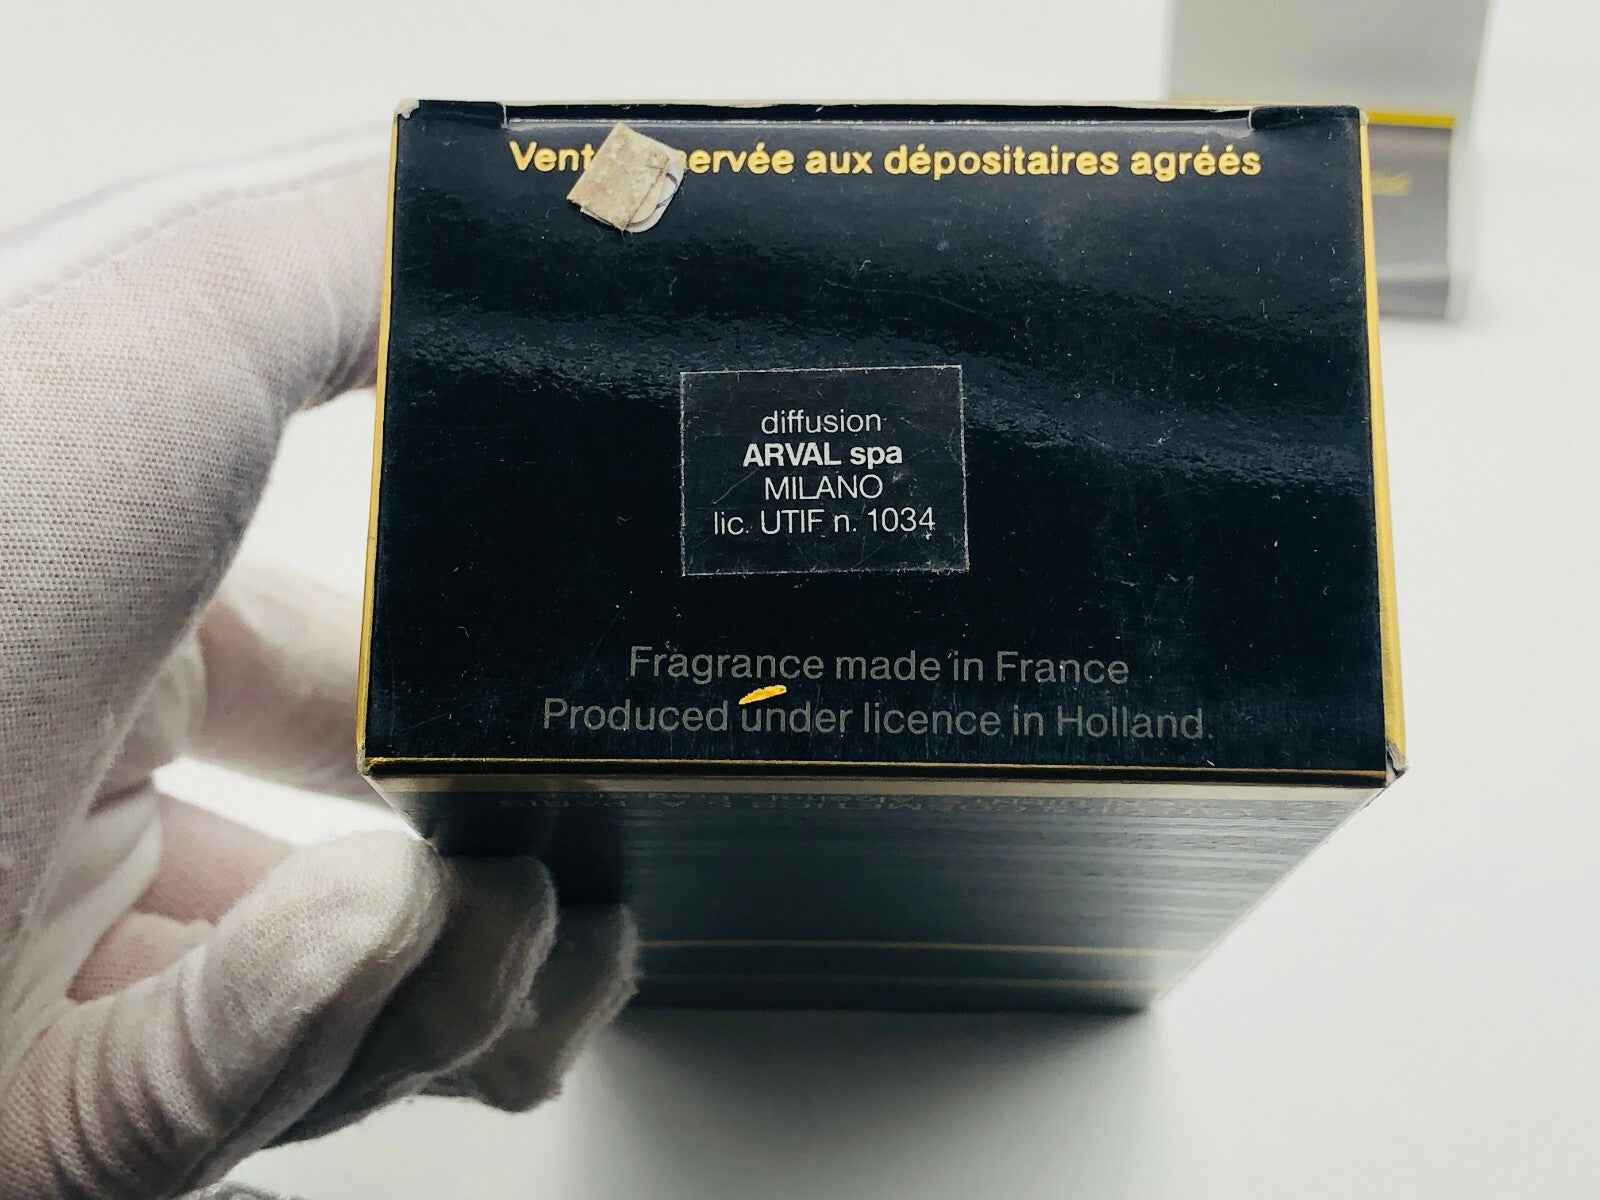 Vente ervée aux dépositaires agréés
diffusion
ARVAL spa
MILANO
lic. UTIF n. 1034
Fragrance made in France
Produced under licence in Holland.